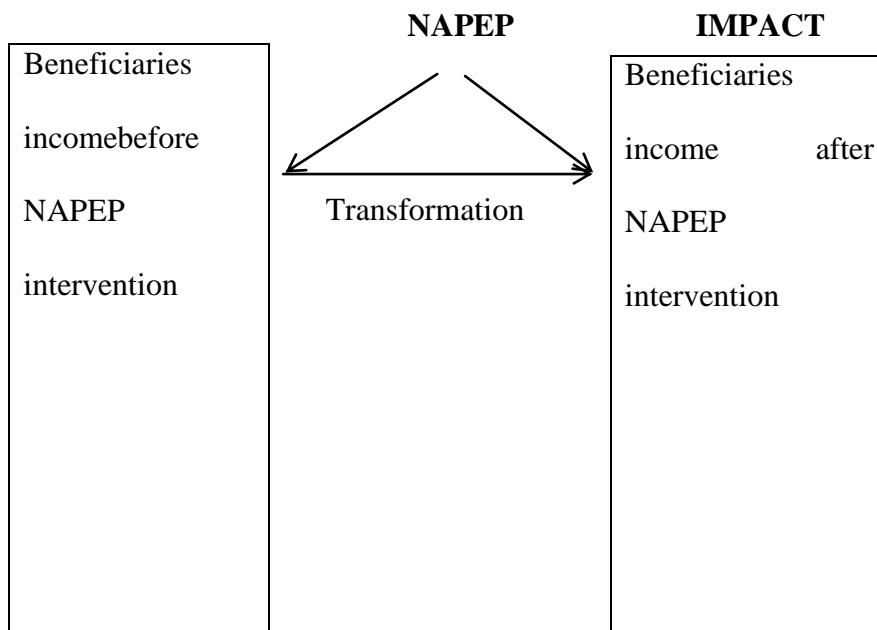 NAPEP
IMPACT
Beneficiaries
incomebefore
NAPEP
intervention
Transformation
Beneficiaries
income after
NAPEP
intervention